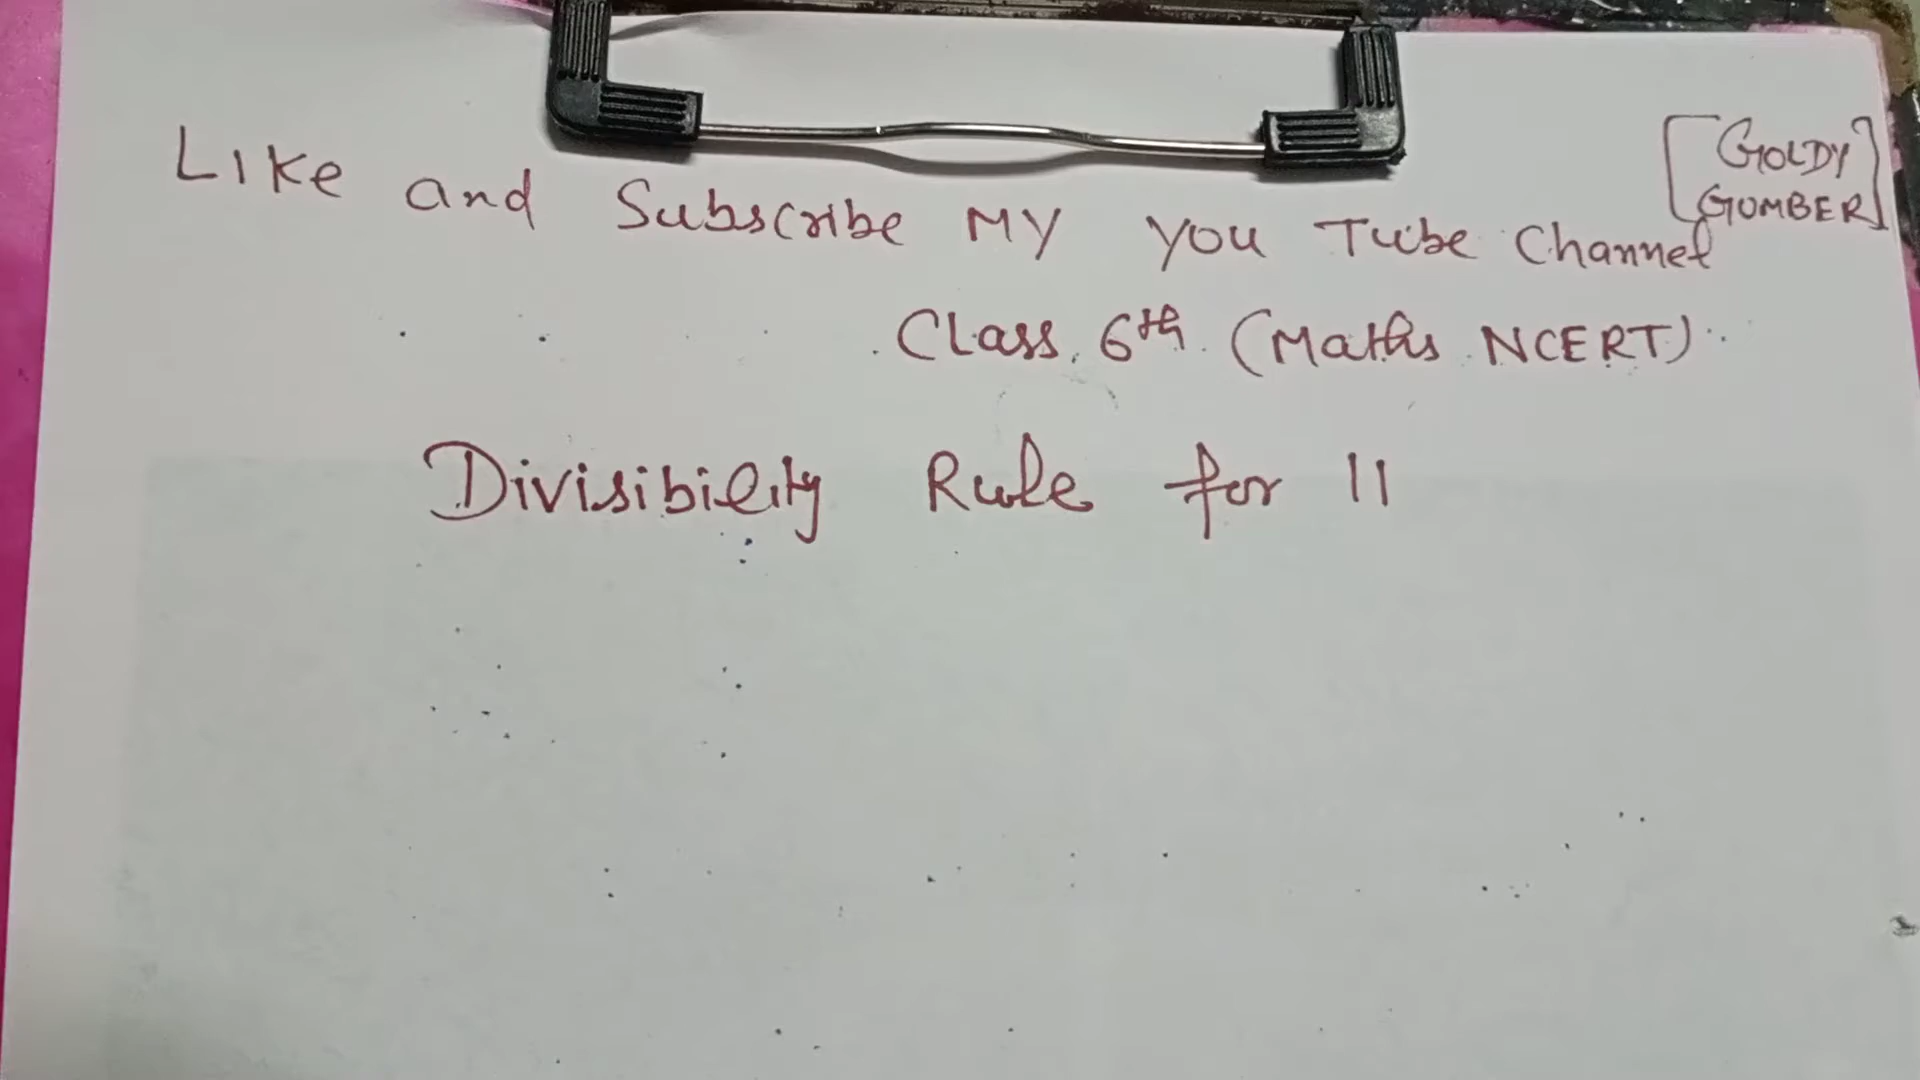 [GOLDY
GUMBER]
LIKe and Subscribe MY YOU Tube Channel
Class 6th (Maths NCERT)
Divisibility Rule for 11